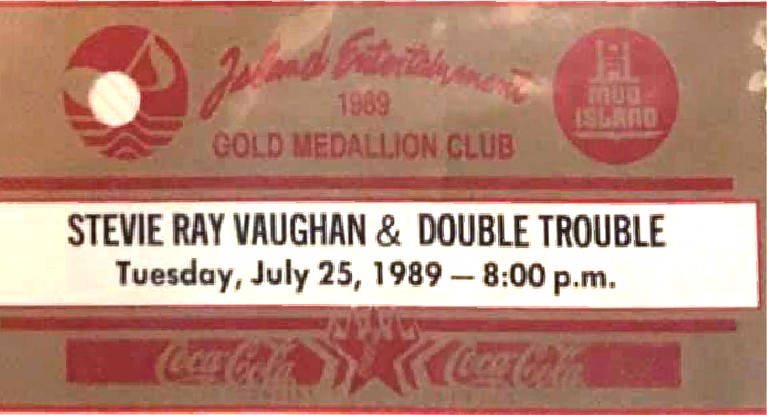 Island Entertainment
1989
GOLD MEDALLION CLUB
MUD
ISLAND
STEVIE RAY VAUGHAN & DOUBLE TROUBLE
Tuesday, July 25, 1989 — 8:00 p.m.
Coca-Cola Coca-Cola